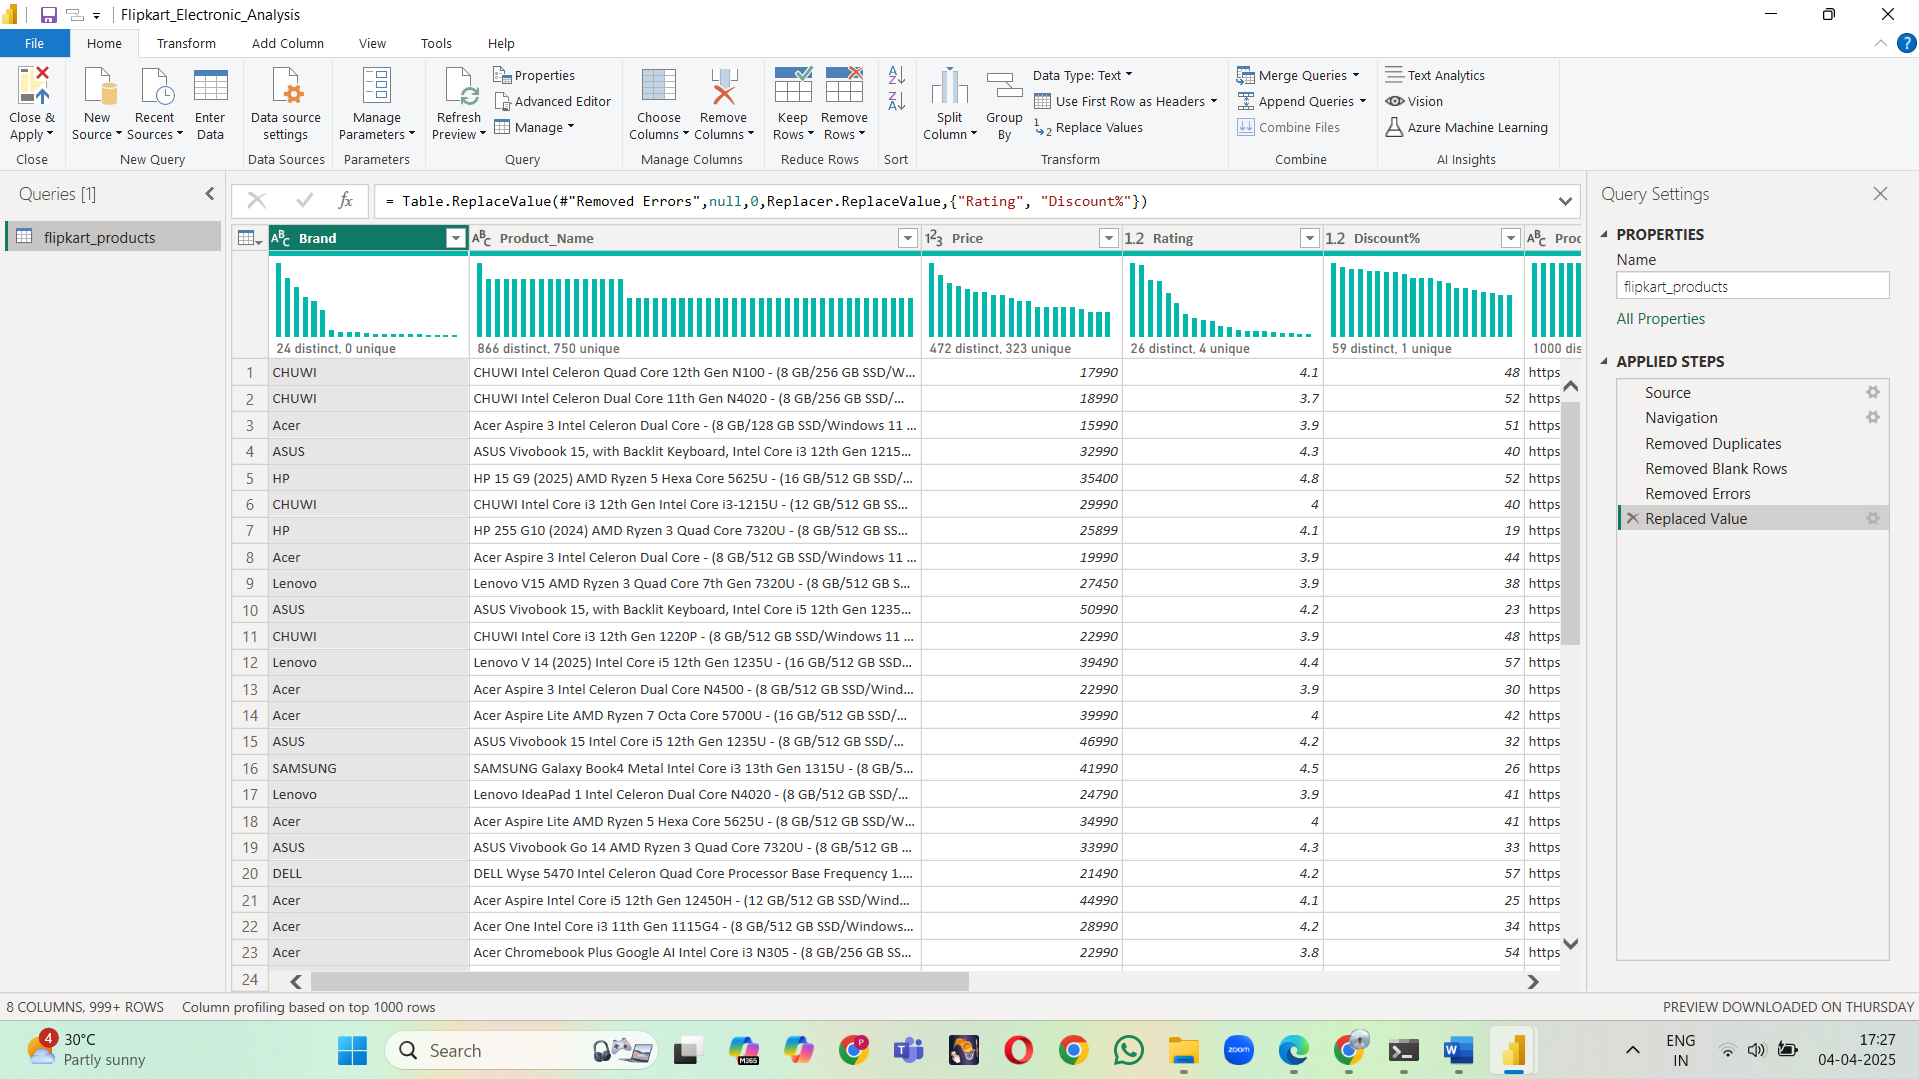 Flipkart_Electronic_Analysis
File Home Transform Add Column View Tools Help
Close & Apply
Close
New Source
Recent Sources
Enter Data
New Query
Data source settings
Data Sources
Manage Parameters
Parameters
Refresh Preview
Properties
Advanced Editor
Manage
Query
Choose Columns
Remove Columns
Manage Columns
Keep Rows
Remove Rows
Reduce Rows
Sort
Split Column
Group By
Data Type: Text
Use First Row as Headers
Replace Values
Transform
Merge Queries
Append Queries
Combine Files
Combine
Text Analytics
Vision
Azure Machine Learning
AI Insights
Queries [1]
flipkart_products
= Table.ReplaceValue(#"Removed Errors",null,0,Replacer.ReplaceValue,{"Rating", "Discount%"})
Brand Product_Name 123 Price 1.2 Rating 1.2 Discount% Proc
24 distinct, 0 unique 866 distinct, 750 unique 472 distinct, 323 unique 26 distinct, 4 unique 59 distinct, 1 unique 1000 dis
1 CHUWI CHUWI Intel Celeron Quad Core 12th Gen N100 - (8 GB/256 GB SSD/W... 17990 4.1 48 https
2 CHUWI CHUWI Intel Celeron Dual Core 11th Gen N4020 - (8 GB/256 GB SSD/... 18990 3.7 52 https
3 Acer Acer Aspire 3 Intel Celeron Dual Core - (8 GB/128 GB SSD/Windows 11 ... 15990 3.9 51 https
4 ASUS ASUS Vivobook 15, with Backlit Keyboard, Intel Core i3 12th Gen 1215... 32990 4.3 40 https
5 HP HP 15 G9 (2025) AMD Ryzen 5 Hexa Core 5625U - (16 GB/512 GB SSD/... 35400 4.8 52 https
6 CHUWI CHUWI Intel Core i3 12th Gen Intel Core i3-1215U - (12 GB/512 GB SS... 29990 4 40 https
7 HP HP 255 G10 (2024) AMD Ryzen 3 Quad Core 7320U - (8 GB/512 GB SS... 25899 4.1 19 https
8 Acer Acer Aspire 3 Intel Celeron Dual Core - (8 GB/512 GB SSD/Windows 11 ... 19990 3.9 44 https
9 Lenovo Lenovo V15 AMD Ryzen 3 Quad Core 7th Gen 7320U - (8 GB/512 GB S... 27450 3.9 38 https
10 ASUS ASUS Vivobook 15, with Backlit Keyboard, Intel Core i5 12th Gen 1235... 50990 4.2 23 https
11 CHUWI CHUWI Intel Core i3 12th Gen 1220P - (8 GB/512 GB SSD/Windows 11 ... 22990 3.9 48 https
12 Lenovo Lenovo V 14 (2025) Intel Core i5 12th Gen 1235U - (16 GB/512 GB SSD... 39490 4.4 57 https
13 Acer Acer Aspire 3 Intel Celeron Dual Core N4500 - (8 GB/512 GB SSD/Wind... 22990 3.9 30 https
14 Acer Acer Aspire Lite AMD Ryzen 7 Octa Core 5700U - (16 GB/512 GB SSD/... 39990 4 42 https
15 ASUS ASUS Vivobook 15 Intel Core i5 12th Gen 1235U - (8 GB/512 GB SSD/... 46990 4.2 32 https
16 SAMSUNG SAMSUNG Galaxy Book4 Metal Intel Core i3 13th Gen 1315U - (8 GB/5... 41990 4.5 26 https
17 Lenovo Lenovo IdeaPad 1 Intel Celeron Dual Core N4020 - (8 GB/512 GB SSD/... 24790 3.9 41 https
18 Acer Acer Aspire Lite AMD Ryzen 5 Hexa Core 5625U - (8 GB/512 GB SSD/W... 34990 4 41 https
19 ASUS ASUS Vivobook Go 14 AMD Ryzen 3 Quad Core 7320U - (8 GB/512 GB ... 33990 4.3 33 https
20 DELL DELL Wyse 5470 Intel Celeron Quad Core Processor Base Frequency 1.... 21490 4.2 57 https
21 Acer Acer Aspire Intel Core i5 12th Gen 12450H - (12 GB/512 GB SSD/Wind... 44990 4.1 25 https
22 Acer Acer One Intel Core i3 11th Gen 1115G4 - (8 GB/512 GB SSD/Windows... 28990 4.2 34 https
23 Acer Acer Chromebook Plus Google AI Intel Core i3 N305 - (8 GB/256 GB SS... 22990 3.8 54 https
24
Query Settings
PROPERTIES
Name
flipkart_products
All Properties
APPLIED STEPS
Source
Navigation
Removed Duplicates
Removed Blank Rows
Removed Errors
Replaced Value
8 COLUMNS, 999+ ROWS Column profiling based on top 1000 rows PREVIEW DOWNLOADED ON THURSDAY
4
30°C
Partly sunny
Search
M365
zoom
ENG
IN
17:27
04-04-2025